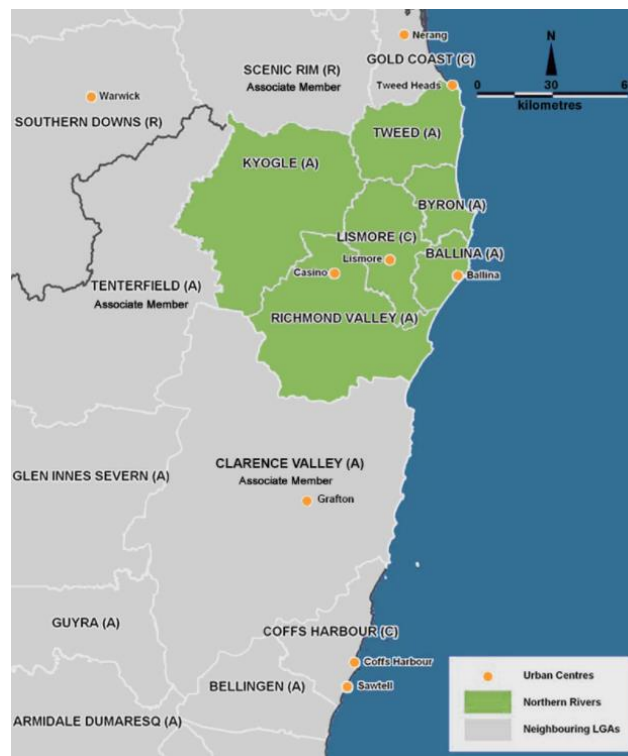 Nerang
N
GOLD COAST (C)
SCENIC RIM (R)
Associate Member
Tweed Heads
0 30 6
kilometres
Warwick
SOUTHERN DOWNS (R)
TWEED (A)
KYOGLE (A)
BYRON (A)
LISMORE (C)
BALLINA (A)
Lismore
Casino
Ballina
TENTERFIELD (A)
Associate Member
RICHMOND VALLEY (A)
CLARENCE VALLEY (A)
Associate Member
GLEN INNES SEVERN (A)
Grafton
GUYRA (A)
COFFS HARBOUR (C)
Coffs Harbour
BELLINGEN (A)
Sawtell
ARMIDALE DUMARESQ (A)
Urban Centres
Northern Rivers
Neighbouring LGAs